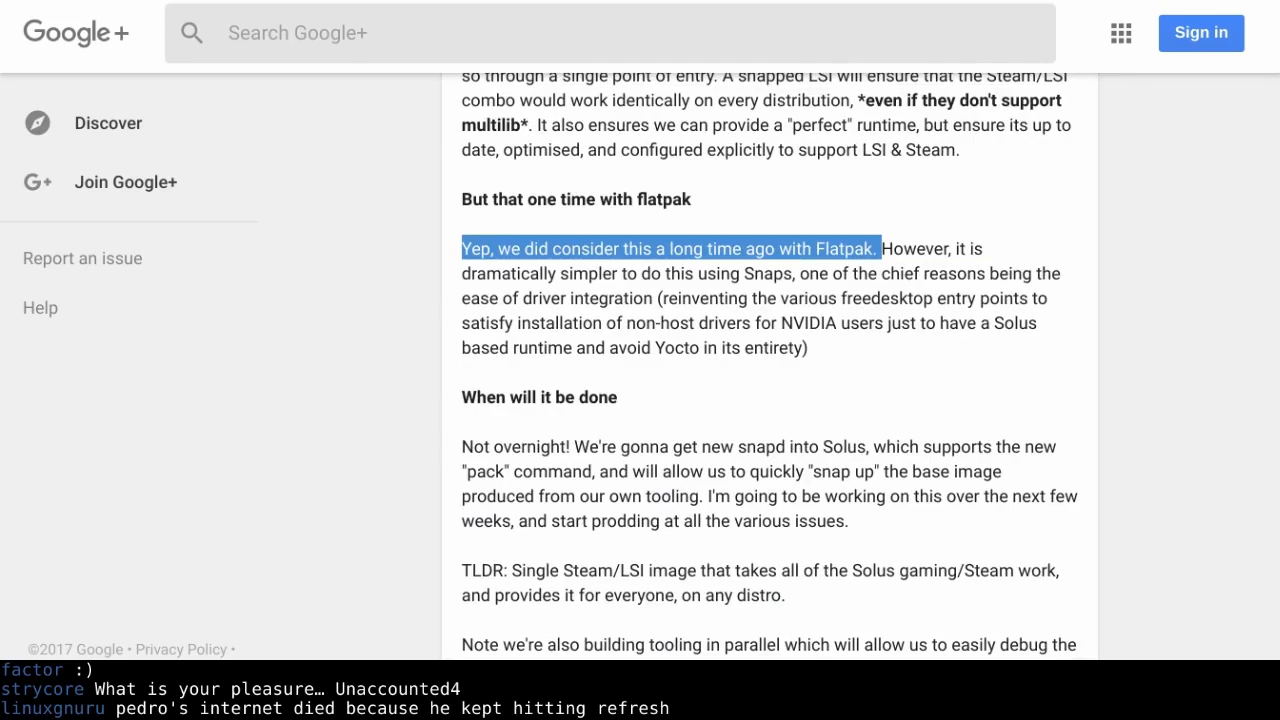 Google+
Search Google+
Sign in
Discover
G+ Join Google+
Report an issue
Help
©2017 Google • Privacy Policy •
so through a single point of entry. A snapped LSI will ensure that the Steam/LSI
combo would work identically on every distribution, *even if they don't support
multilib*. It also ensures we can provide a "perfect" runtime, but ensure its up to
date, optimised, and configured explicitly to support LSI & Steam.
But that one time with flatpak
Yep, we did consider this a long time ago with Flatpak. However, it is
dramatically simpler to do this using Snaps, one of the chief reasons being the
ease of driver integration (reinventing the various freedesktop entry points to
satisfy installation of non-host drivers for NVIDIA users just to have a Solus
based runtime and avoid Yocto in its entirety)
When will it be done
Not overnight! We're gonna get new snapd into Solus, which supports the new
"pack" command, and will allow us to quickly "snap up" the base image
produced from our own tooling. I'm going to be working on this over the next few
weeks, and start prodding at all the various issues.
TLDR: Single Steam/LSI image that takes all of the Solus gaming/Steam work,
and provides it for everyone, on any distro.
Note we're also building tooling in parallel which will allow us to easily debug the
factor :)
strycore What is your pleasure… Unaccounted4
linuxgnuru pedro's internet died because he kept hitting refresh